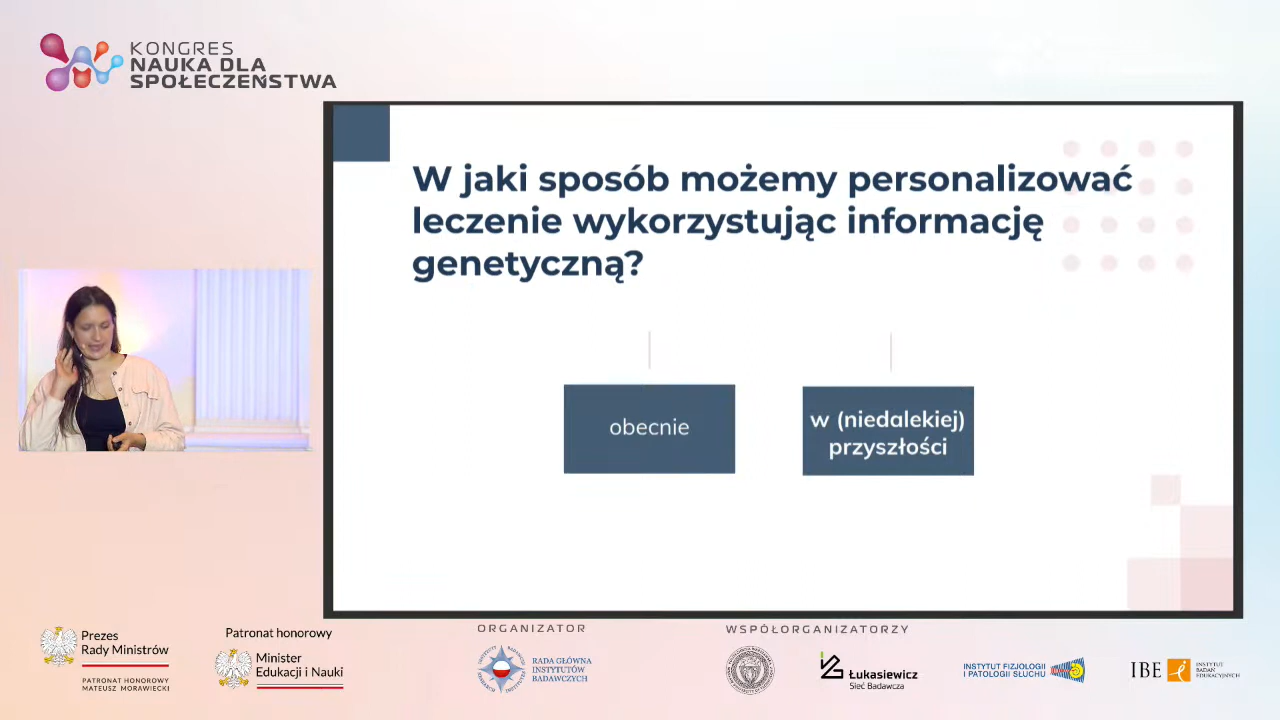 KONGRES
NAUKA DLA
SPOŁECZEŃSTWA
W jaki sposób możemy personalizować
leczenie wykorzystując informację
genetyczną?
obecnie
w (niedalekiej)
przyszłości
Prezes
Rady Ministrów
PATRONAT HONOROWY
MATEUSZ MORAWIECKI
Patronat honorowy
Minister
Edukacji i Nauki
ORGANIZATOR
RADA GŁÓWNA
INSTYTUTÓW
BADAWCZYCH
WSPÓŁORGANIZATORZY
Łukasiewicz
Sieć Badawcza
INSTYTUT FIZJOLOGII
I PATOLOGII SŁUCHU
IBE
INSTYTUT
BADAŃ
EDUKACYJNYCH